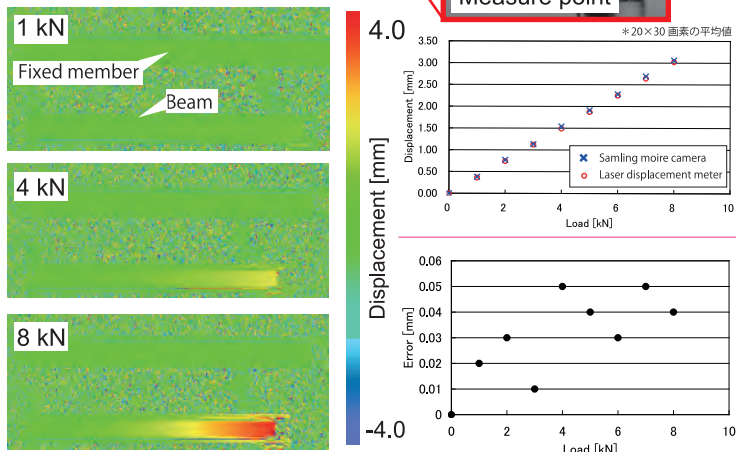 Measure point
1 kN
Fixed member
Beam
4 kN
8 kN
4.0
Displacement [mm]
-4.0
*20×30 画素の平均値
3.50
3.00
2.50
2.00
1.50
1.00
0.50
0.00
Displacement [mm]
Samling moire camera
Laser displacement meter
0 2 4 6 8 10
Load [kN]
0.06
0.05
0.04
0.03
0.02
0.01
0
Error [mm]
0 2 4 6 8 10
Load [kN]